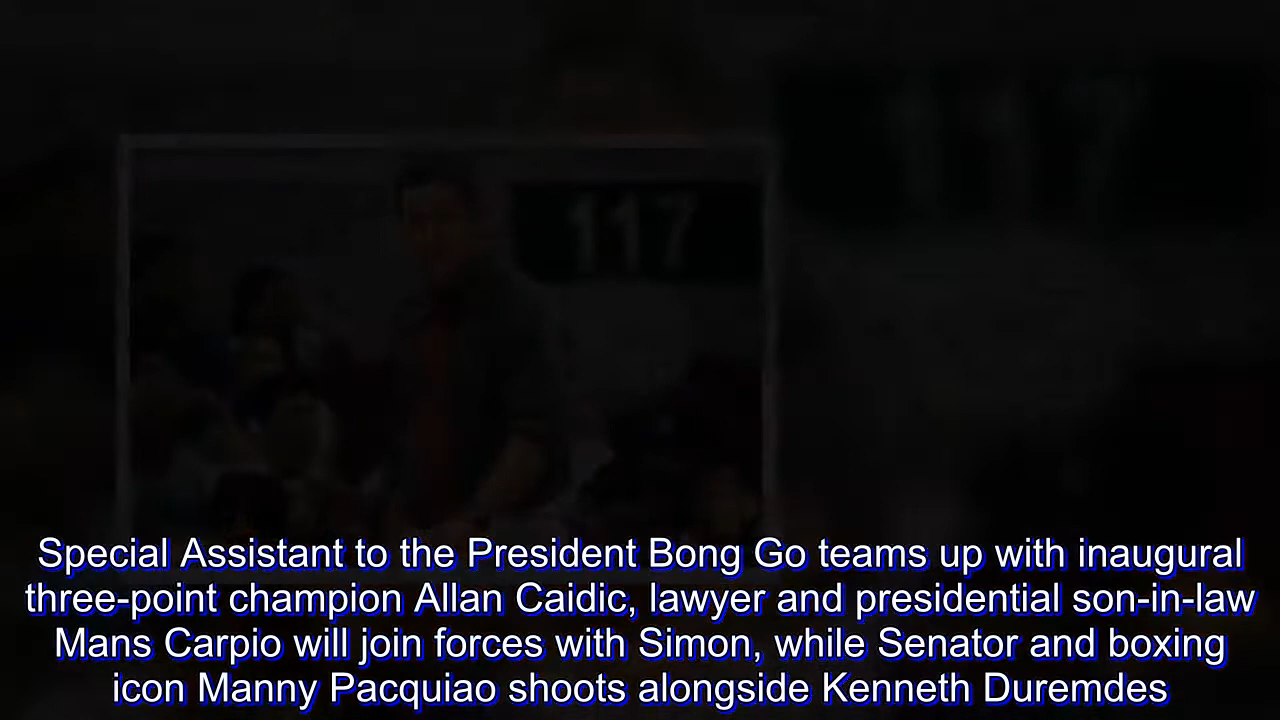 117
117
Special Assistant to the President Bong Go teams up with inaugural
three-point champion Allan Caidic, lawyer and presidential son-in-law
Mans Carpio will join forces with Simon, while Senator and boxing
icon Manny Pacquiao shoots alongside Kenneth Duremdes